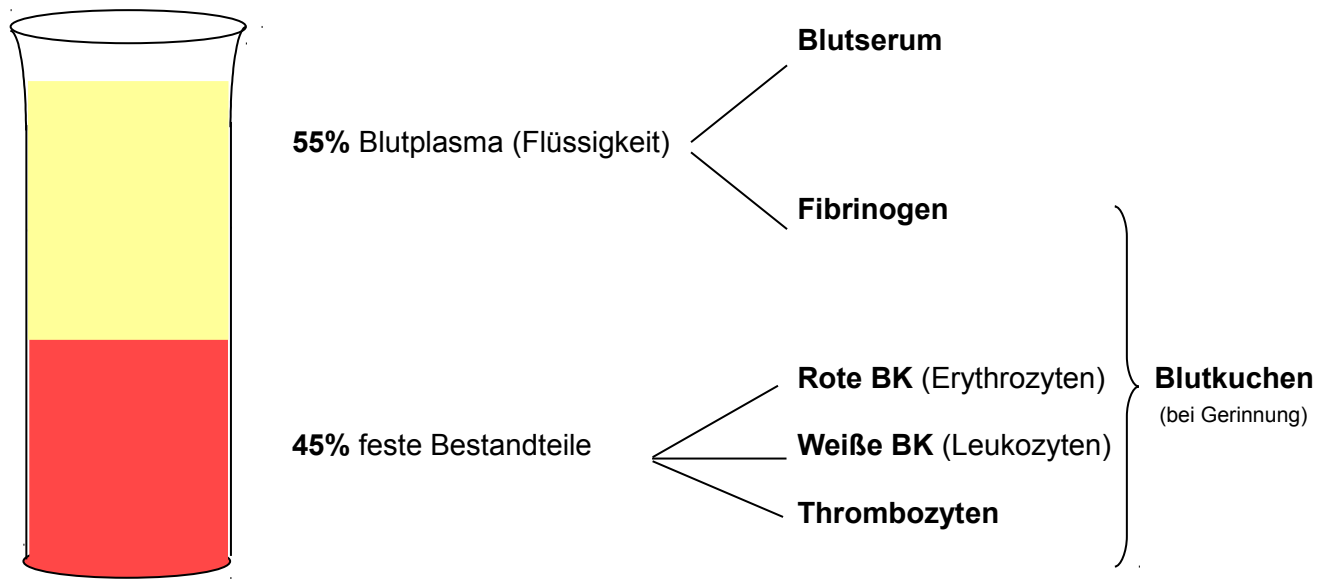 Blutserum
55% Blutplasma (Flüssigkeit)
Fibrinogen
Rote BK (Erythrozyten)
Blutkuchen
(bei Gerinnung)
45% feste Bestandteile
Weiße BK (Leukozyten)
Thrombozyten